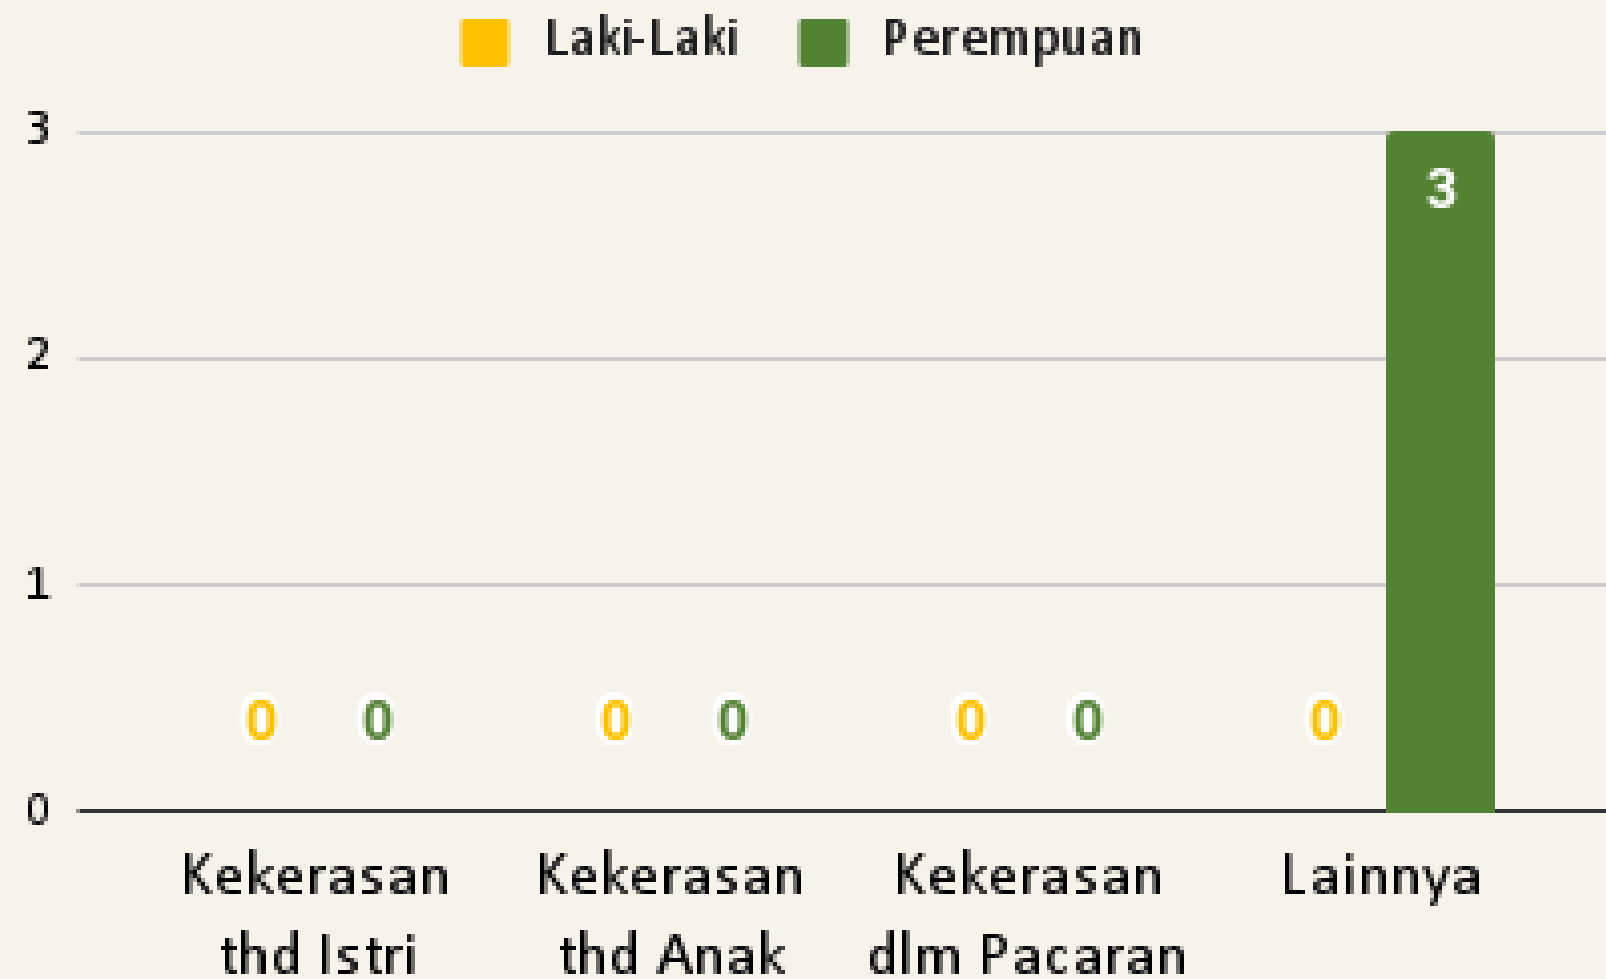 Laki-Laki Perempuan
3
3
2
1
0 0 0 0 0 0 0
0
Kekerasan Kekerasan Kekerasan Lainnya
thd Istri thd Anak dlm Pacaran